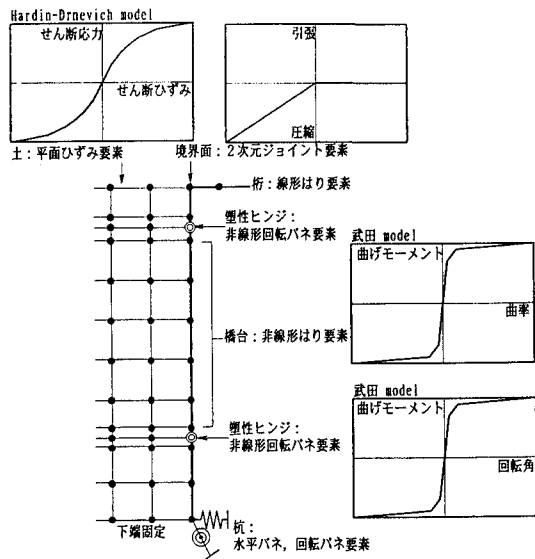 Hardin-Drnevich model
せん断応力
せん断ひずみ
引張
圧縮
土：平面ひずみ要素
境界面：２次元ジョイント要素
桁：線形はり要素
塑性ヒンジ：
非線形回転バネ要素
武田 model
曲げモーメント
曲率
橋台：非線形はり要素
武田 model
曲げモーメント
回転角
塑性ヒンジ：
非線形回転バネ要素
下端固定
杭：
水平バネ，回転バネ要素